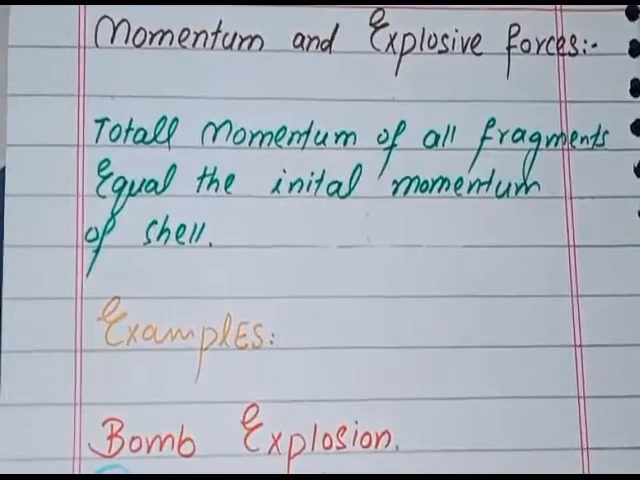 Momentum and Explosive forces:-
Totall Momentum of all fragments
Equal the inital momentum
of shell.
Examples:
Bomb Explosion.